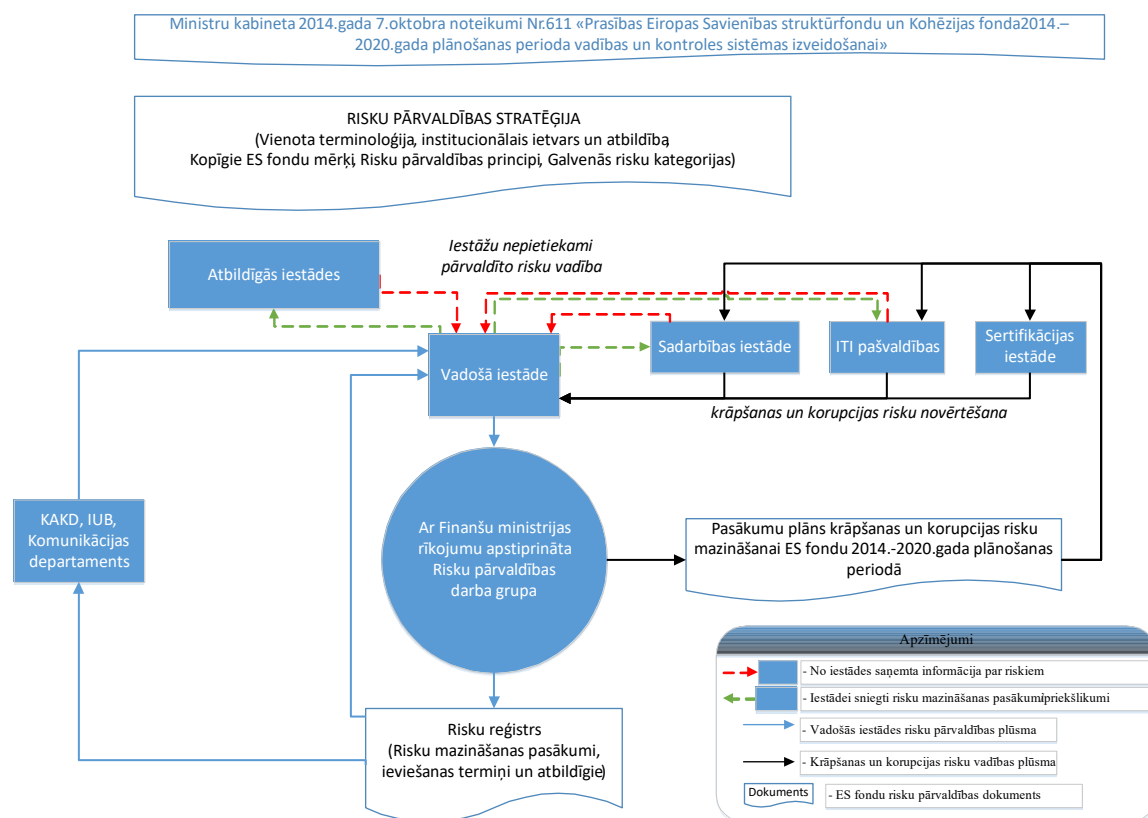 Ministru kabineta 2014.gada 7.oktobra noteikumi Nr.611 «Prasības Eiropas Savienības struktūrfondu un Kohēzijas fonda2014.–
2020.gada plānošanas perioda vadības un kontroles sistēmas izveidošanai»
RISKU PĀRVALDĪBAS STRATĒĢIJA
(Vienota terminoloģija, institucionālais ietvars un atbildība,
Kopīgie ES fondu mērķi, Risku pārvaldības principi, Galvenās risku kategorijas)
Iestāžu nepietiekami
pārvaldīto risku vadība
Atbildīgās iestādes
Vadošā iestāde
Sadarbības iestāde
ITI pašvaldības
Sertifikācijas
iestāde
krāpšanas un korupcijas risku novērtēšana
KAKD, IUB,
Komunikācijas
departaments
Ar Finanšu ministrijas
rīkojumu apstiprināta
Risku pārvaldības
darba grupa
Pasākumu plāns krāpšanas un korupcijas risku
mazināšanai ES fondu 2014.-2020.gada plānošanas
periodā
Risku reģistrs
(Risku mazināšanas pasākumi,
ieviešanas termiņi un atbildīgie)
Apzīmējumi
- No iestādes saņemta informācija par riskiem
- Iestādei sniegti risku mazināšanas pasākumi/priekšlikumi
- Vadošās iestādes risku pārvaldības plūsma
- Krāpšanas un korupcijas risku vadības plūsma
Dokuments
- ES fondu risku pārvaldības dokuments